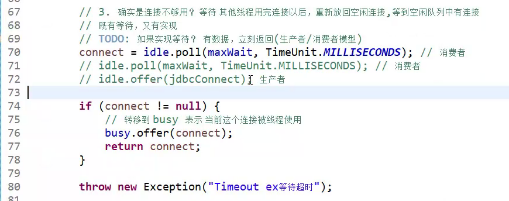 67 // 3. 确实是连接不够用？等待 其他线程用完连接以后，重新放回空闲连接,等到空闲队列中有连接
68 // 既有等待，又有实现
69 // TODO: 如果实现等待？ 有数据，立刻返回(生产者/消费者模型)
70 connect = idle.poll(maxWait, TimeUnit.MILLISECONDS); // 消费者
71 // idle.poll(maxWait, TimeUnit.MILLISECONDS); // 消费者
72 // idle.offer(jdbcConnect); 生产者
73
74 if (connect != null) {
75 // 转移到 busy 表示 当前这个连接被线程使用
76 busy.offer(connect);
77 return connect;
78 }
79
80 throw new Exception("Timeout ex等待超时");